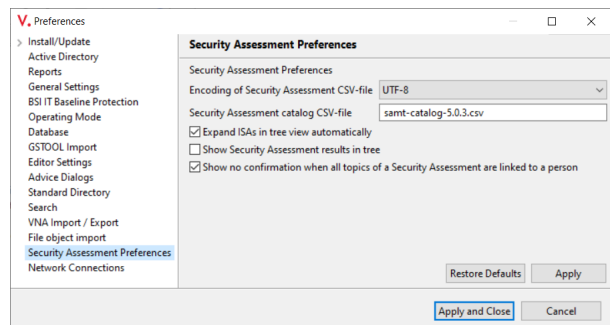 Preferences
Install/Update
Active Directory
Reports
General Settings
BSI IT Baseline Protection
Operating Mode
Database
GSTOOL Import
Editor Settings
Advice Dialogs
Standard Directory
Search
VNA Import / Export
File object import
Security Assessment Preferences
Network Connections
Security Assessment Preferences
Security Assessment Preferences
Encoding of Security Assessment CSV-file UTF-8
Security Assessment catalog CSV-file samt-catalog-5.0.3.csv
Expand ISAs in tree view automatically
Show Security Assessment results in tree
Show no confirmation when all topics of a Security Assessment are linked to a person
Restore Defaults Apply
Apply and Close Cancel